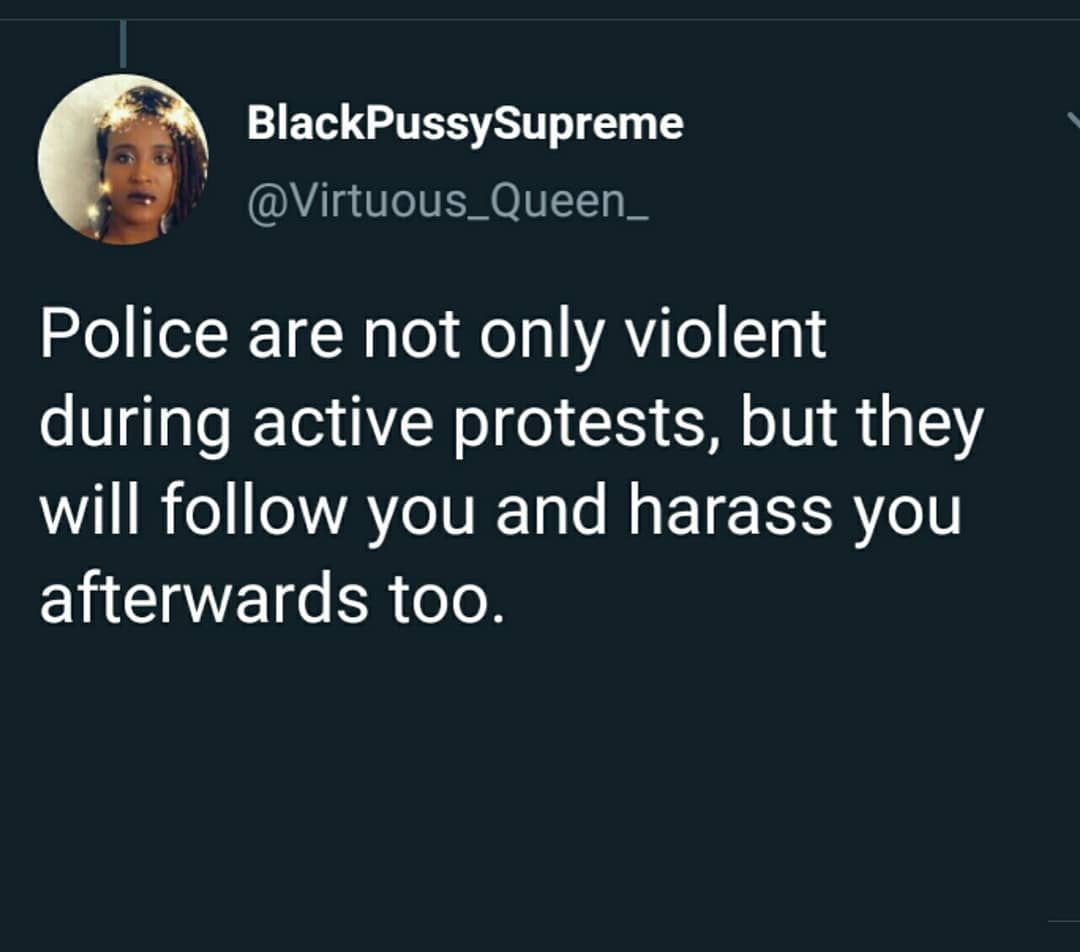 BlackPussySupreme
@Virtuous_Queen_
Police are not only violent
during active protests, but they
will follow you and harass you
afterwards too.